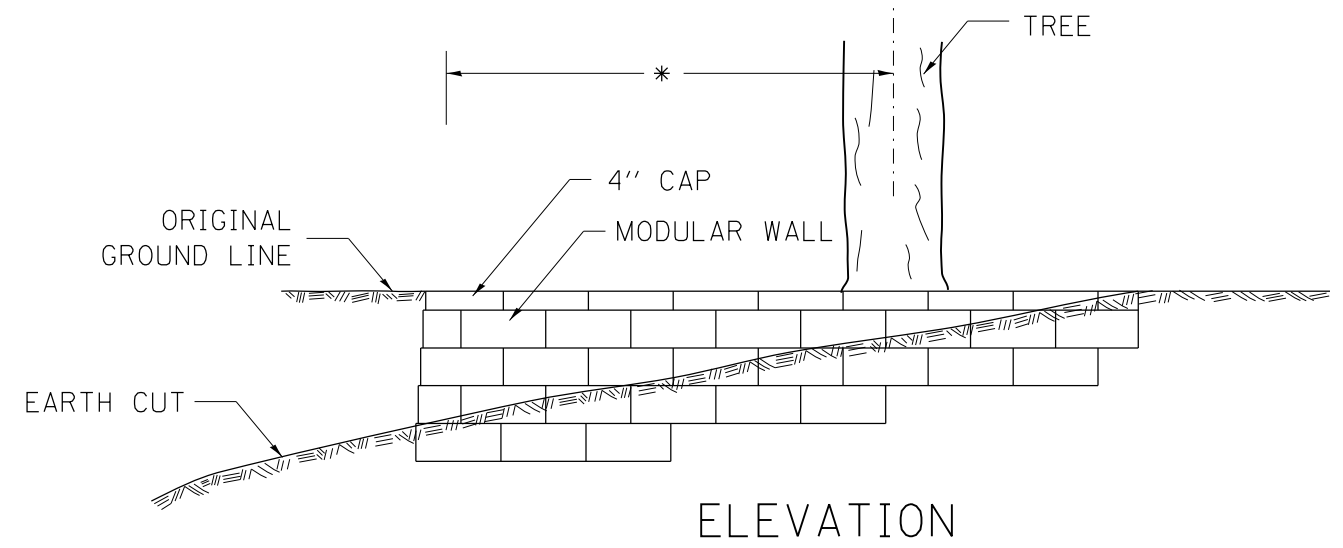 TREE
*
4'' CAP
MODULAR WALL
ORIGINAL
GROUND LINE
EARTH CUT
ELEVATION